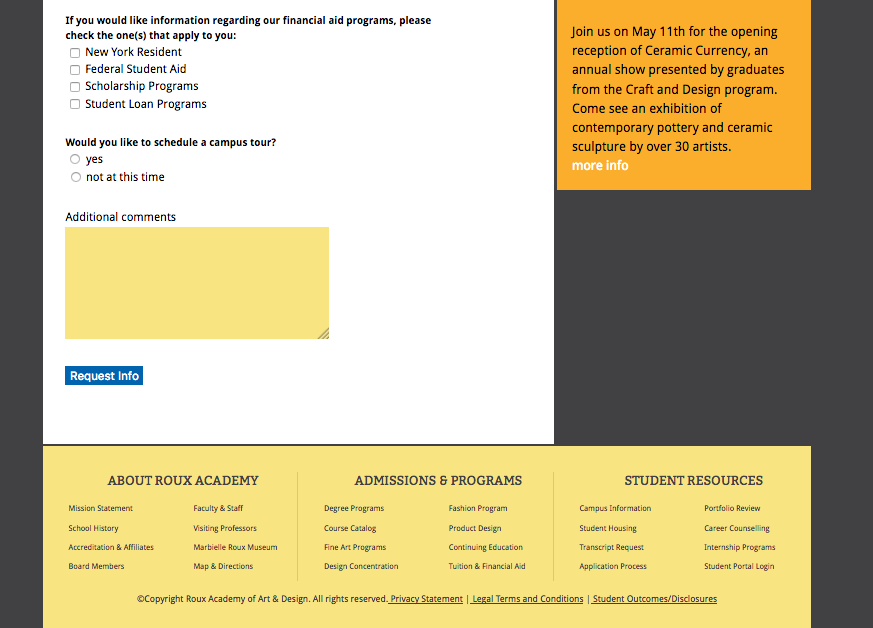 If you would like information regarding our financial aid programs, please
check the one(s) that apply to you:
New York Resident
Federal Student Aid
Scholarship Programs
Student Loan Programs
Would you like to schedule a campus tour?
yes
not at this time
Additional comments
Request Info
Join us on May 11th for the opening
reception of Ceramic Currency, an
annual show presented by graduates
from the Craft and Design program.
Come see an exhibition of
contemporary pottery and ceramic
sculpture by over 30 artists.
more info
ABOUT ROUX ACADEMY
Mission Statement
School History
Accreditation & Affiliates
Board Members
Faculty & Staff
Visiting Professors
Marbielle Roux Museum
Map & Directions
ADMISSIONS & PROGRAMS
Degree Programs
Course Catalog
Fine Art Programs
Design Concentration
Fashion Program
Product Design
Continuing Education
Tuition & Financial Aid
STUDENT RESOURCES
Campus Information
Student Housing
Transcript Request
Application Process
Portfolio Review
Career Counselling
Internship Programs
Student Portal Login
©Copyright Roux Academy of Art & Design. All rights reserved. Privacy Statement | Legal Terms and Conditions | Student Outcomes/Disclosures